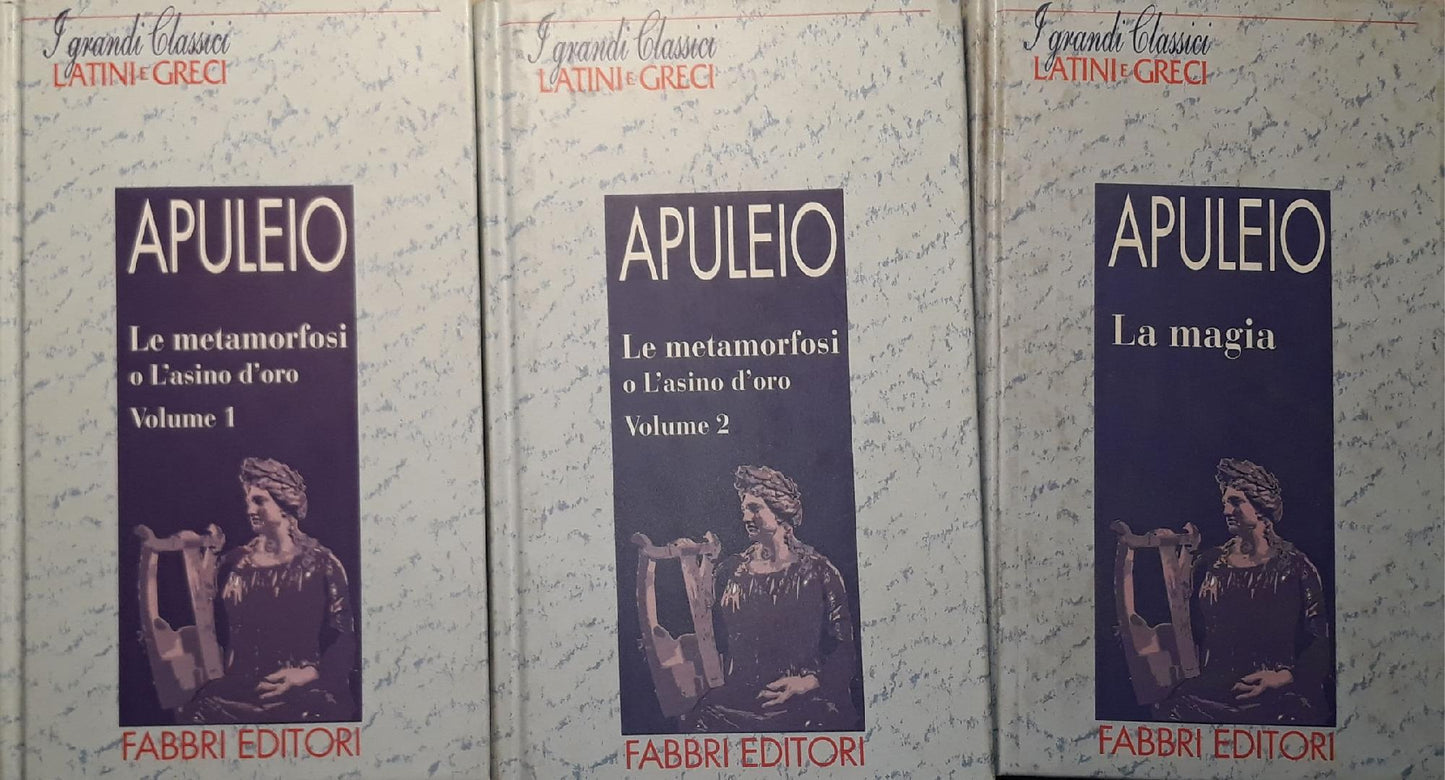 I grandi Classici
LATINI E GRECI
APULEIO
Le metamorfosi
o L'asino d'oro
Volume 1
FABBRI EDITORI
I grandi Classici
LATINI E GRECI
APULEIO
Le metamorfosi
o L'asino d'oro
Volume 2
FABBRI EDITORI
I grandi Classici
LATINI E GRECI
APULEIO
La magia
FABBRI EDITORI